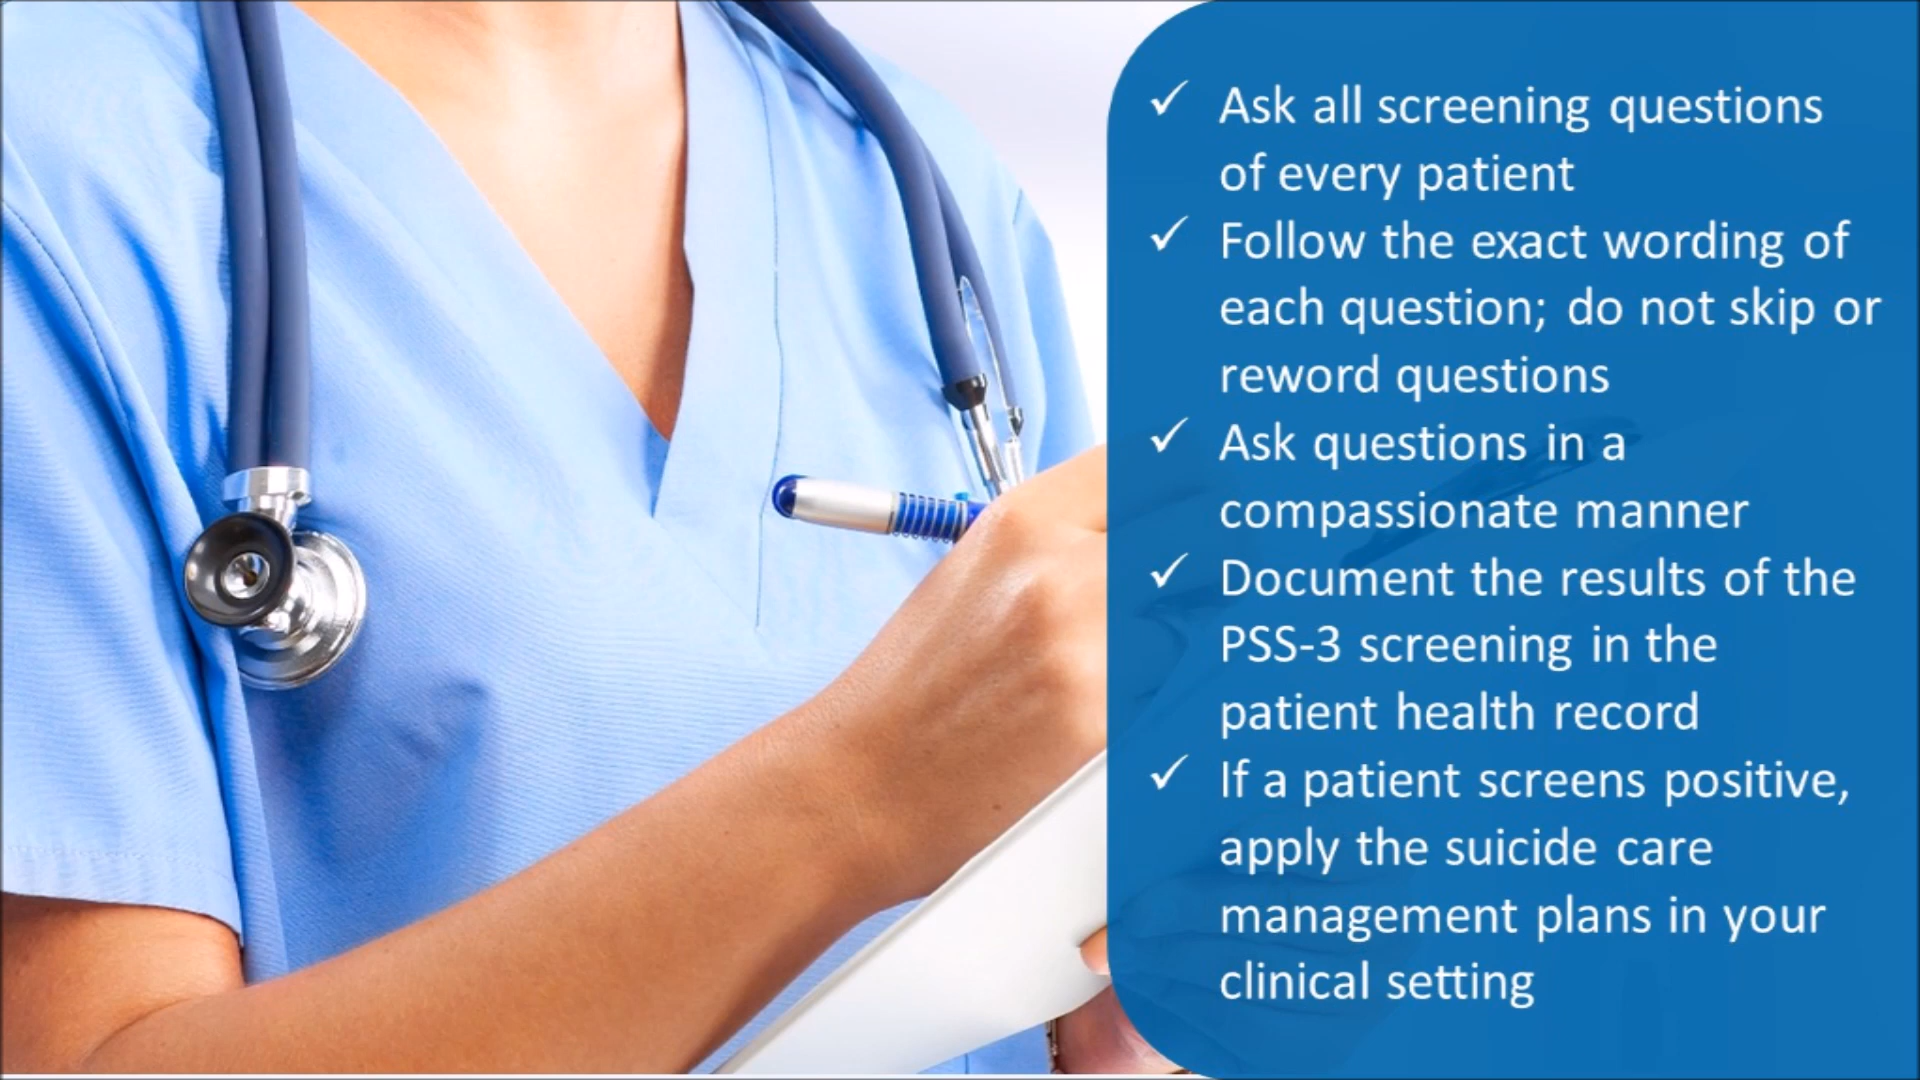 ✓ Ask all screening questions
of every patient
✓ Follow the exact wording of
each question; do not skip or
reword questions
✓ Ask questions in a
compassionate manner
✓ Document the results of the
PSS-3 screening in the
patient health record
✓ If a patient screens positive,
apply the suicide care
management plans in your
clinical setting